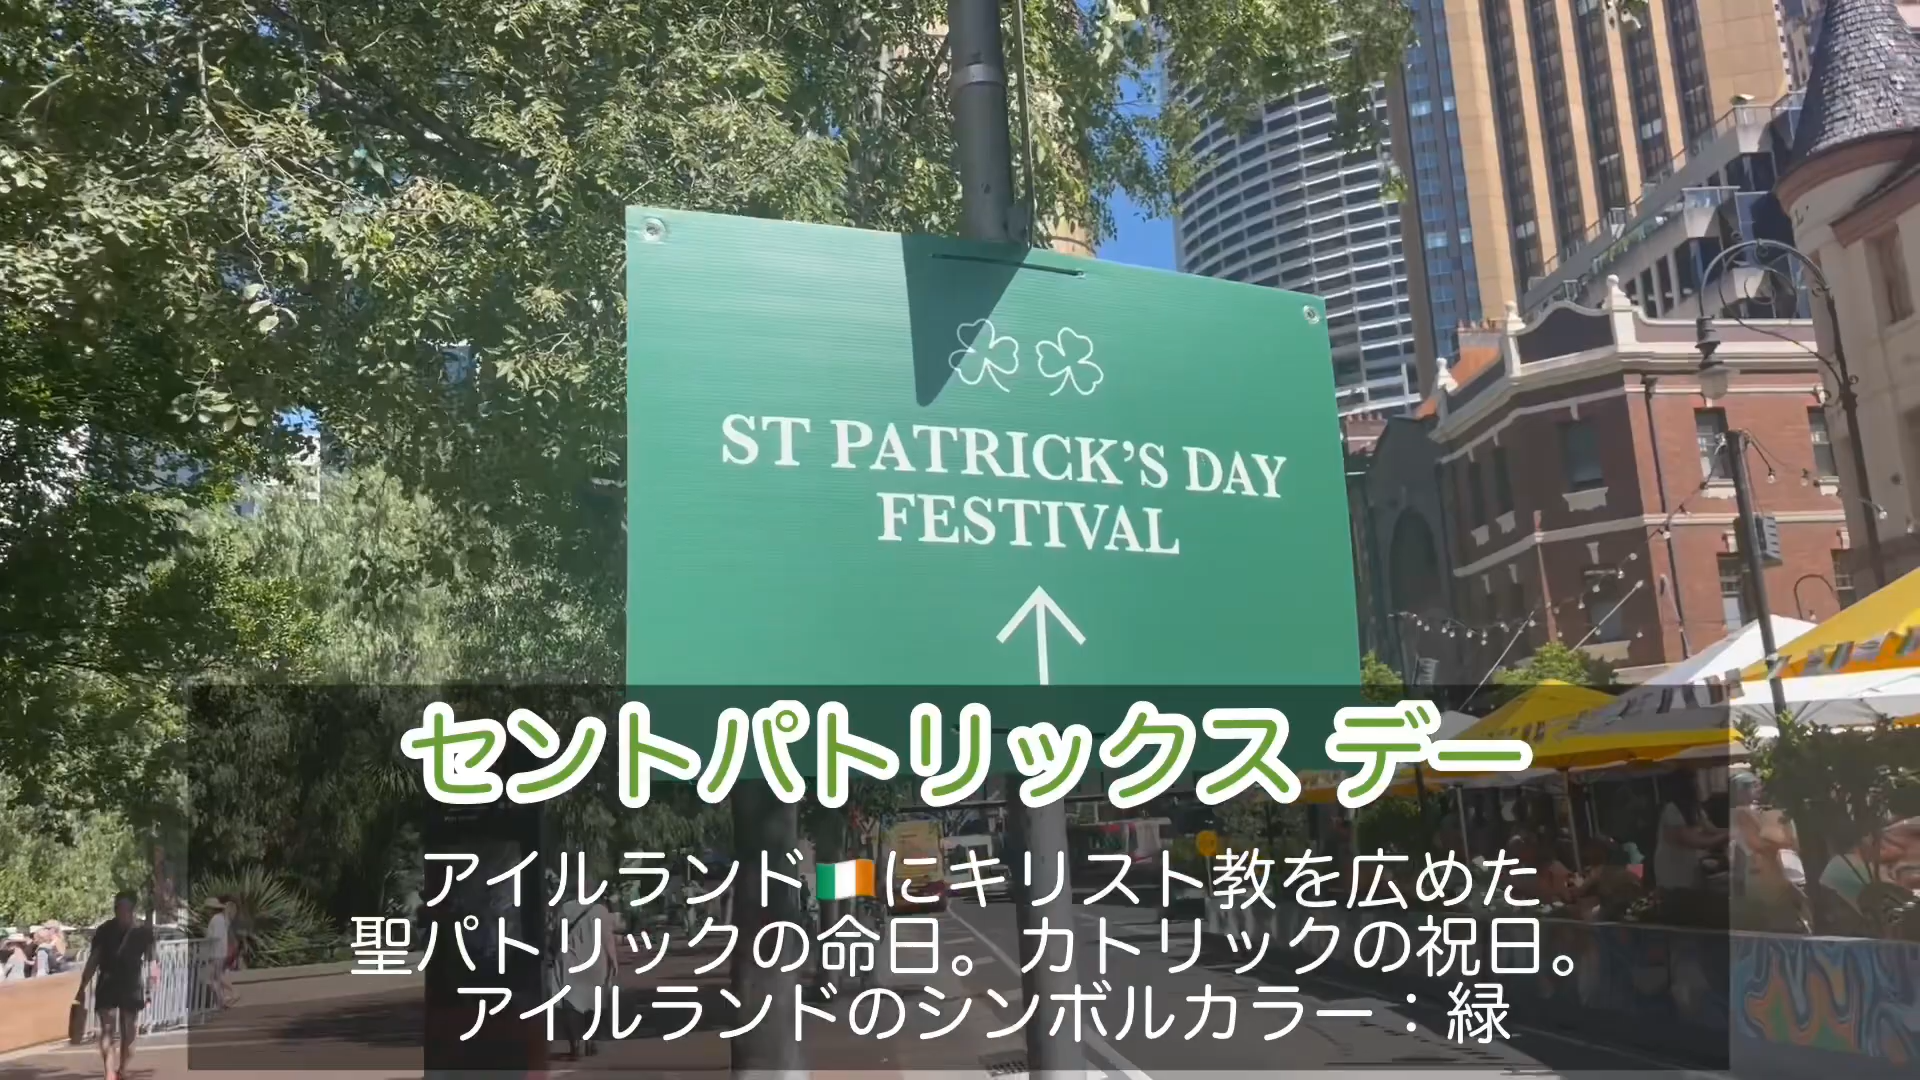 ST PATRICK'S DAY
FESTIVAL
セントパトリックス デー
アイルランド🇮🇪にキリスト教を広めた
聖パトリックの命日。カトリックの祝日。
アイルランドのシンボルカラー：緑